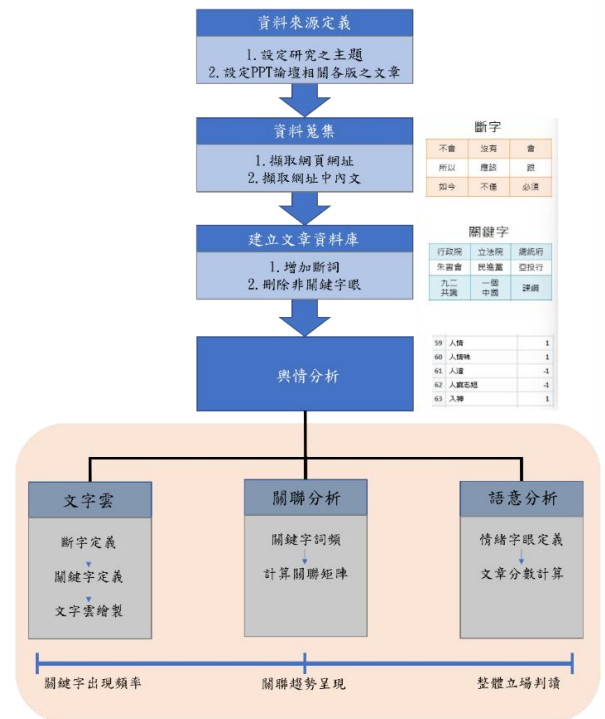 資料來源定義
1. 設定研究之主題
2. 設定PPT論壇相關各版之文章
資料蒐集
1. 擷取網頁網址
2. 擷取網址中內文
斷字
不會 沒有 會
所以 應該 跟
如今 不僅 必須
建立文章資料庫
1. 增加斷詞
2. 刪除非關鍵字眼
關鍵字
行政院 立法院 總統府
朱習會 民進黨 亞投行
九二共識 一個中國 課綱
輿情分析
59 人情 1
60 人情味 1
61 人渣 -1
62 人窮志短 -1
63 入神 1
文字雲
斷字定義
關鍵字定義
文字雲繪製
關聯分析
關鍵字詞頻
計算關聯矩陣
語意分析
情緒字眼定義
文章分數計算
關鍵字出現頻率
關聯趨勢呈現
整體立場判讀